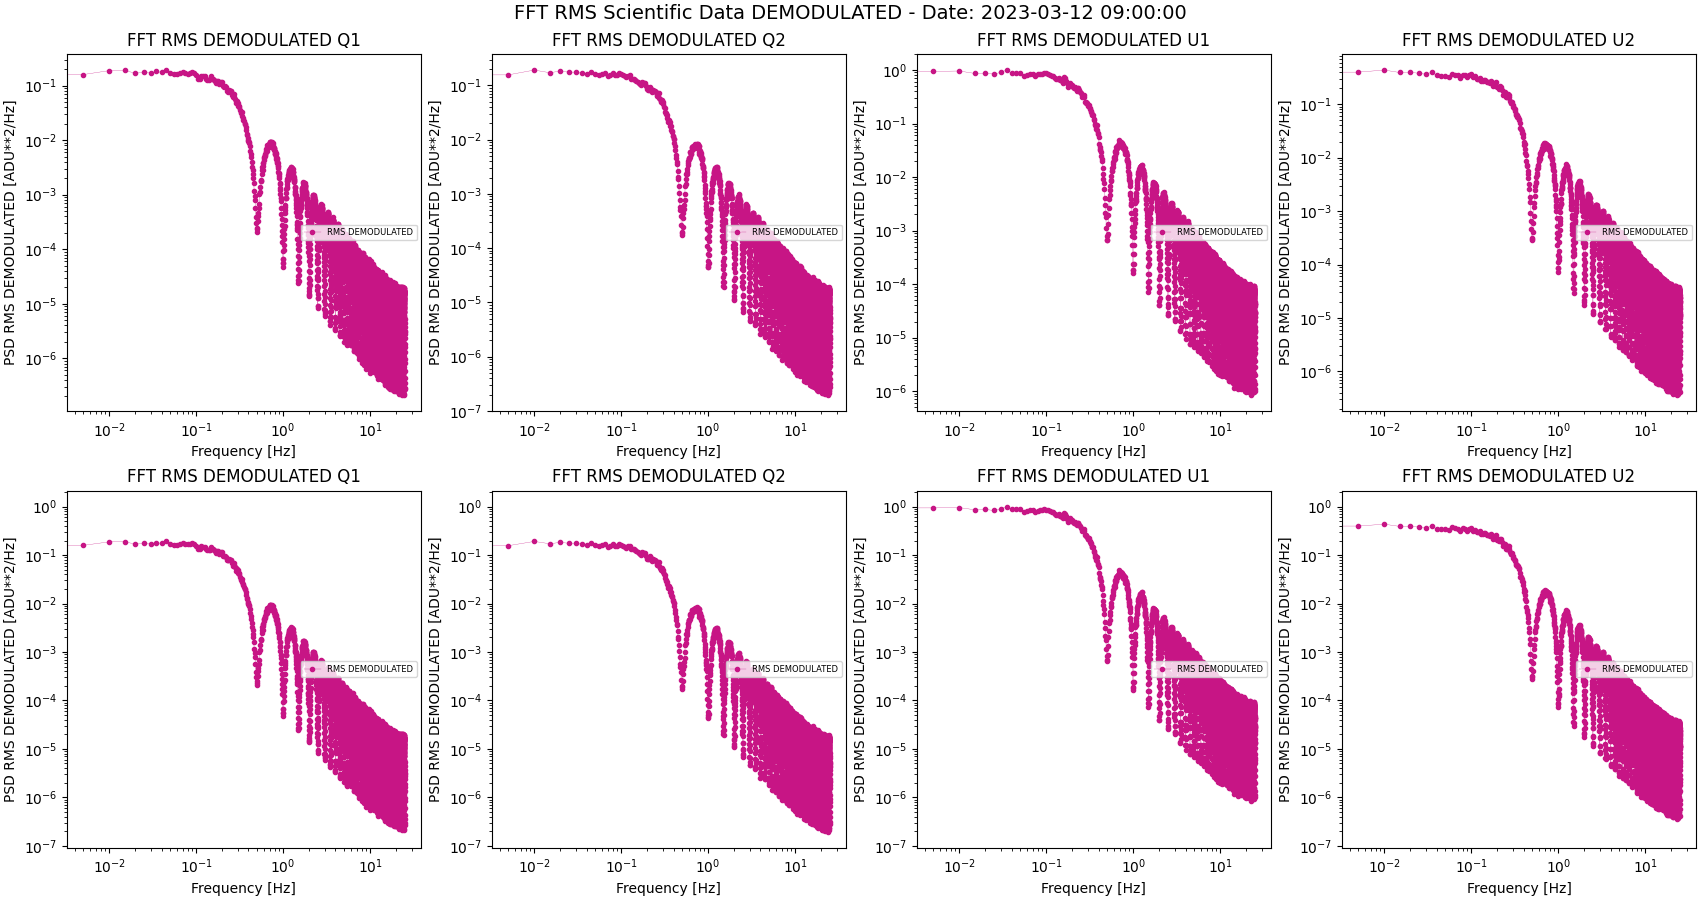 FFT RMS Scientific Data DEMODULATED - Date: 2023-03-12 09:00:00
FFT RMS DEMODULATED Q1
PSD RMS DEMODULATED [ADU**2/Hz]
10^-1
10^-2
10^-3
10^-4
10^-5
10^-6
RMS DEMODULATED
10^-2 10^-1 10^0 10^1
Frequency [Hz]
FFT RMS DEMODULATED Q2
PSD RMS DEMODULATED [ADU**2/Hz]
10^-1
10^-2
10^-3
10^-4
10^-5
10^-6
10^-7
RMS DEMODULATED
10^-2 10^-1 10^0 10^1
Frequency [Hz]
FFT RMS DEMODULATED U1
PSD RMS DEMODULATED [ADU**2/Hz]
10^0
10^-1
10^-2
10^-3
10^-4
10^-5
10^-6
RMS DEMODULATED
10^-2 10^-1 10^0 10^1
Frequency [Hz]
FFT RMS DEMODULATED U2
PSD RMS DEMODULATED [ADU**2/Hz]
10^-1
10^-2
10^-3
10^-4
10^-5
10^-6
RMS DEMODULATED
10^-2 10^-1 10^0 10^1
Frequency [Hz]
FFT RMS DEMODULATED Q1
PSD RMS DEMODULATED [ADU**2/Hz]
10^0
10^-1
10^-2
10^-3
10^-4
10^-5
10^-6
10^-7
RMS DEMODULATED
10^-2 10^-1 10^0 10^1
Frequency [Hz]
FFT RMS DEMODULATED Q2
PSD RMS DEMODULATED [ADU**2/Hz]
10^0
10^-1
10^-2
10^-3
10^-4
10^-5
10^-6
10^-7
RMS DEMODULATED
10^-2 10^-1 10^0 10^1
Frequency [Hz]
FFT RMS DEMODULATED U1
PSD RMS DEMODULATED [ADU**2/Hz]
10^0
10^-1
10^-2
10^-3
10^-4
10^-5
10^-6
10^-7
RMS DEMODULATED
10^-2 10^-1 10^0 10^1
Frequency [Hz]
FFT RMS DEMODULATED U2
PSD RMS DEMODULATED [ADU**2/Hz]
10^0
10^-1
10^-2
10^-3
10^-4
10^-5
10^-6
10^-7
RMS DEMODULATED
10^-2 10^-1 10^0 10^1
Frequency [Hz]